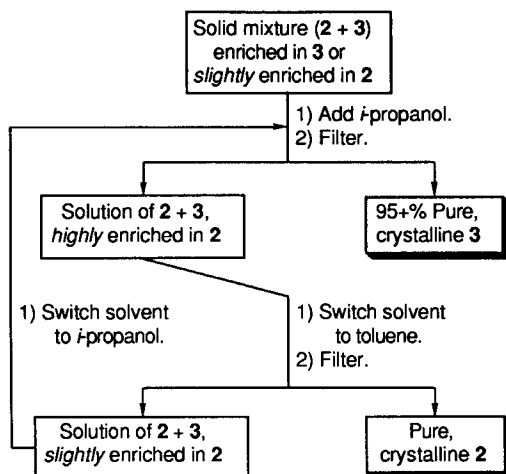 Solid mixture (2 + 3)
enriched in 3 or
slightly enriched in 2
1) Add i-propanol.
2) Filter.
Solution of 2 + 3,
highly enriched in 2
95+% Pure,
crystalline 3
1) Switch solvent
to i-propanol.
1) Switch solvent
to toluene.
2) Filter.
Solution of 2 + 3,
slightly enriched in 2
Pure,
crystalline 2